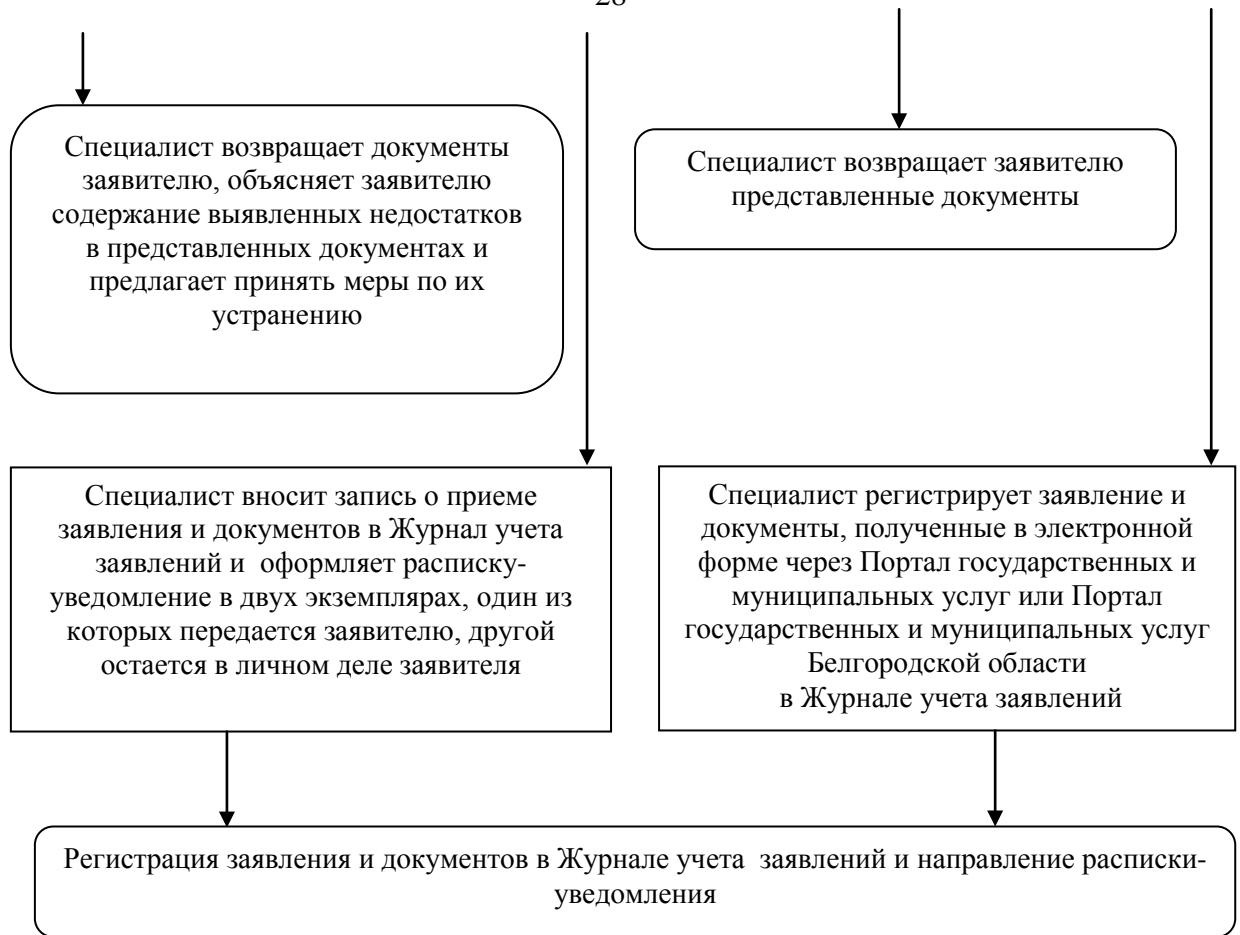 28
Специалист возвращает документы
заявителю, объясняет заявителю
содержание выявленных недостатков
в представленных документах и
предлагает принять меры по их
устранению
Специалист возвращает заявителю
представленные документы
Специалист вносит запись о приеме
заявления и документов в Журнал учета
заявлений и  оформляет расписку-
уведомление в двух экземплярах, один из
которых передается заявителю, другой
остается в личном деле заявителя
Специалист регистрирует заявление и
документы, полученные в электронной
форме через Портал государственных и
муниципальных услуг или Портал
государственных и муниципальных услуг
Белгородской области
в Журнале учета заявлений
Регистрация заявления и документов в Журнале учета  заявлений и направление расписки-
уведомления